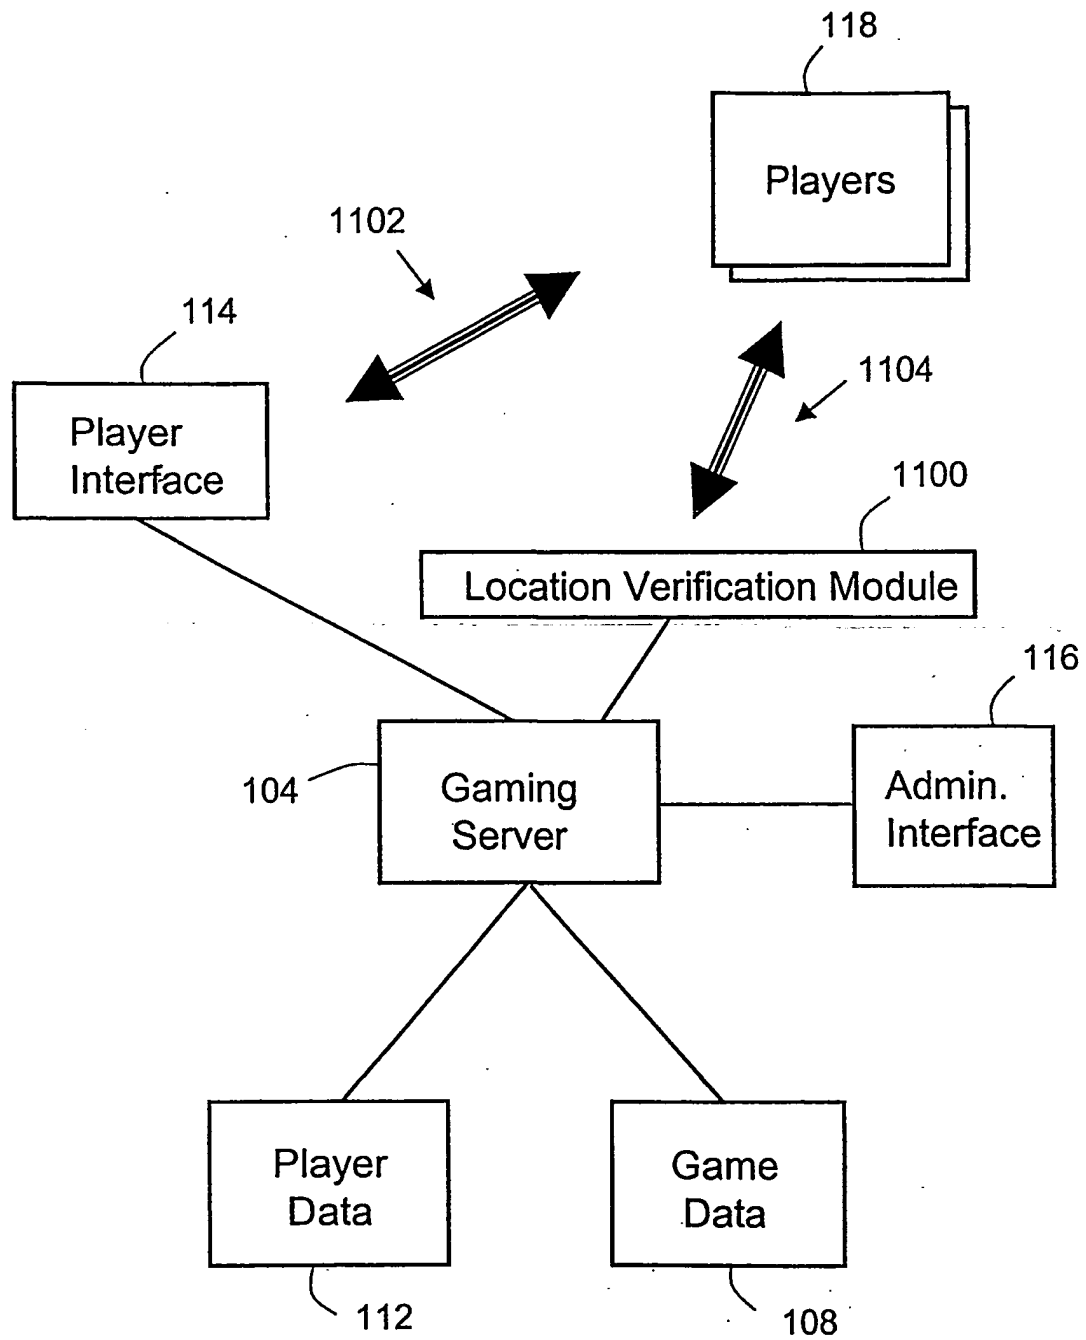 118
Players
1102
114
1104
Player
Interface
1100
Location Verification Module
116
104
Gaming
Server
Admin.
Interface
Player
Data
Game
Data
112
108